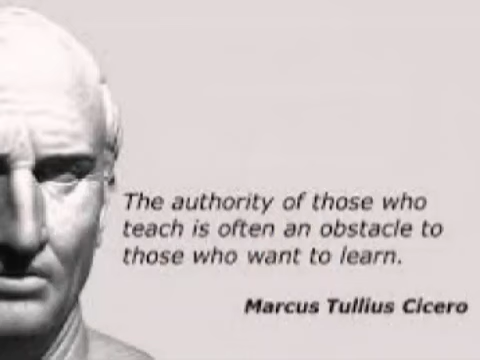 The authority of those who
teach is often an obstacle to
those who want to learn.
Marcus Tullius Cicero